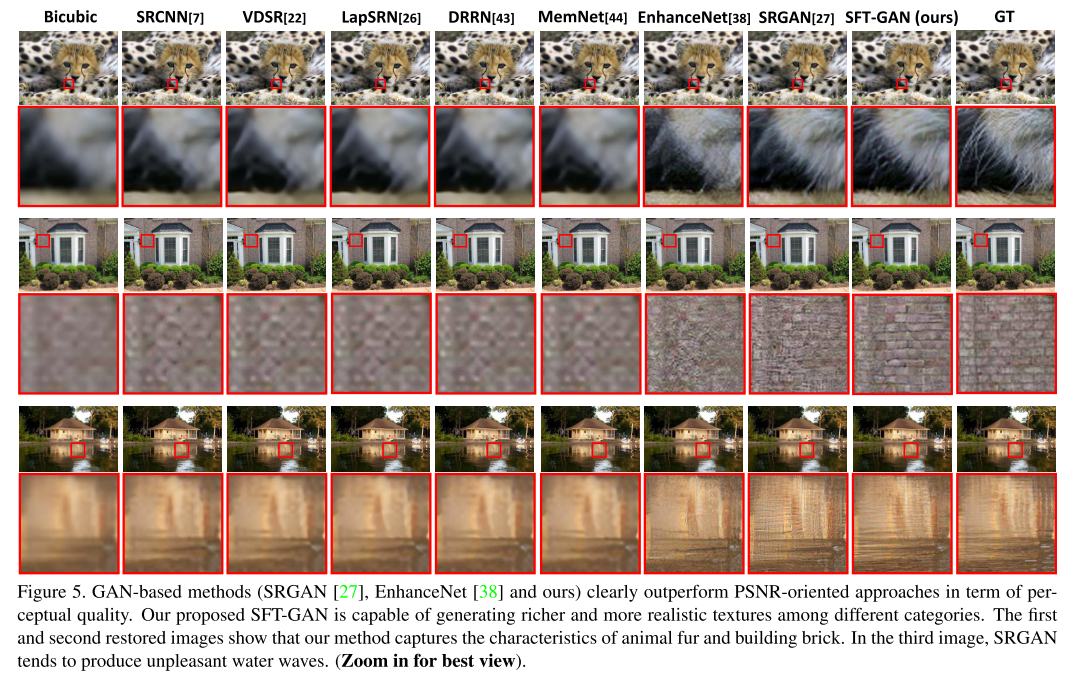 Bicubic SRCNN[7] VDSR[22] LapSRN[26] DRRN[43] MemNet[44] EnhanceNet[38] SRGAN[27] SFT-GAN (ours) GT
Figure 5. GAN-based methods (SRGAN [27], EnhanceNet [38] and ours) clearly outperform PSNR-oriented approaches in term of per-
ceptual quality. Our proposed SFT-GAN is capable of generating richer and more realistic textures among different categories. The first
and second restored images show that our method captures the characteristics of animal fur and building brick. In the third image, SRGAN
tends to produce unpleasant water waves. (Zoom in for best view).